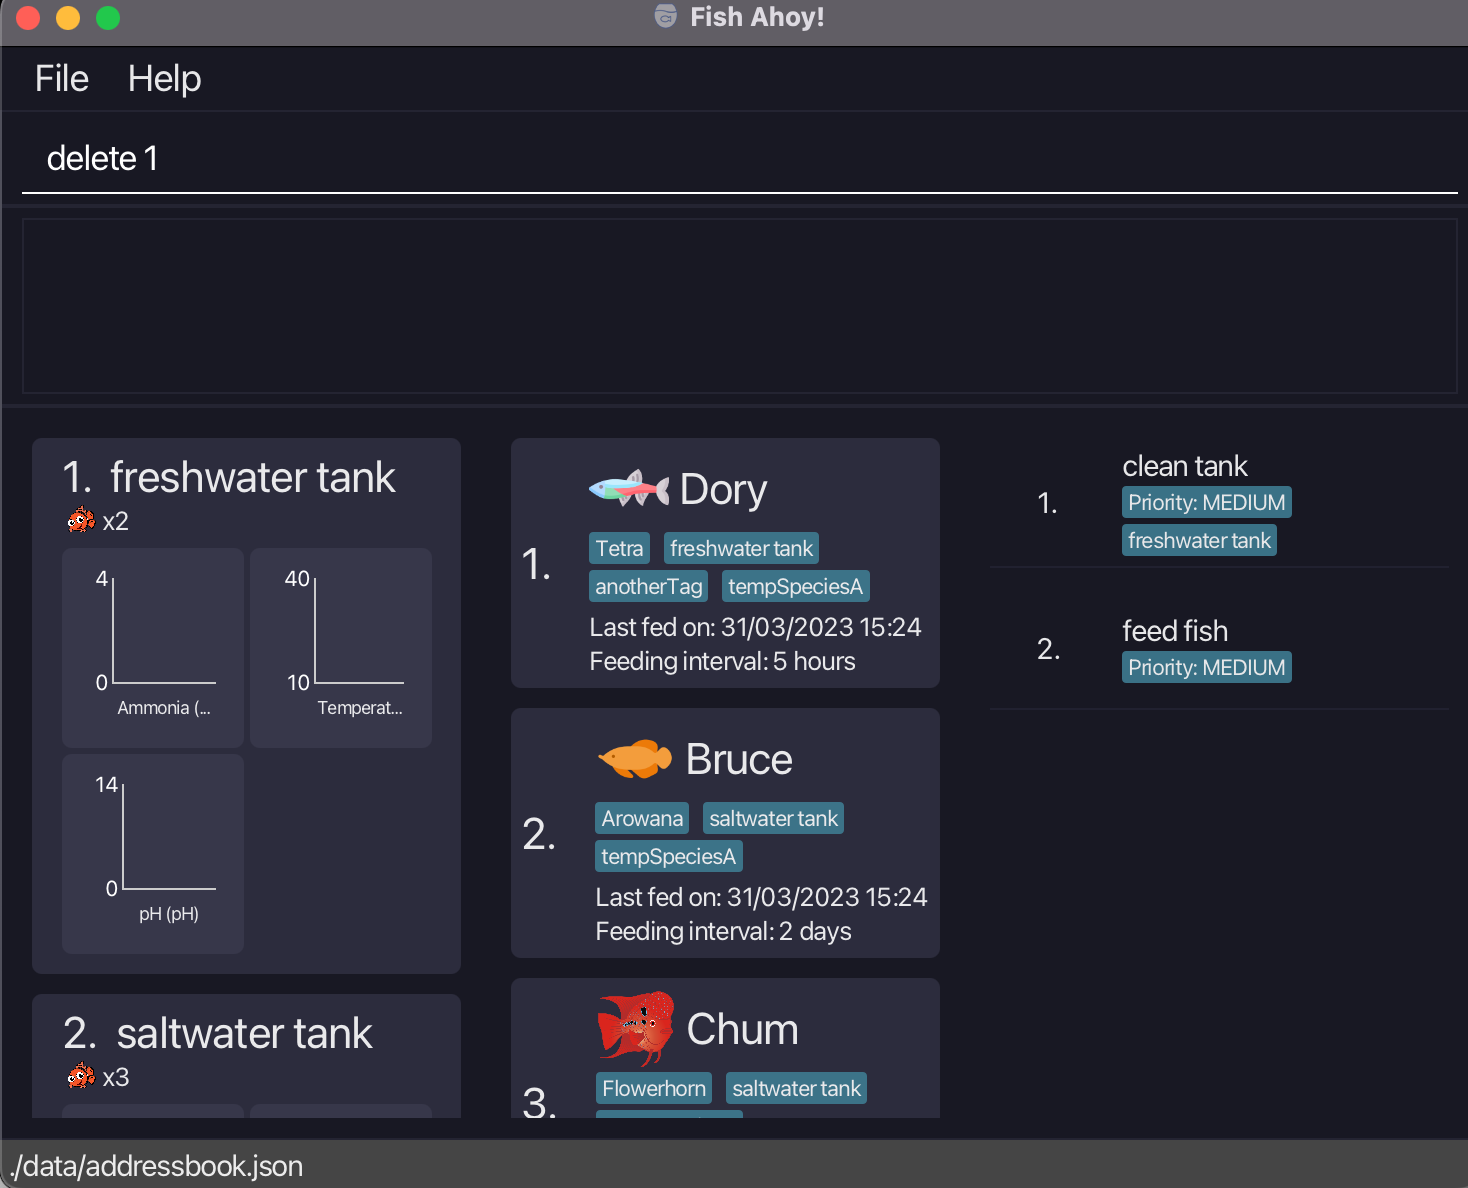 Fish Ahoy!
File Help
delete 1
1. freshwater tank
x2
4
0
Ammonia (...
40
10
Temperat...
14
0
pH (pH)
2. saltwater tank
x3
1.
Dory
Tetra freshwater tank
anotherTag tempSpeciesA
Last fed on: 31/03/2023 15:24
Feeding interval: 5 hours
2.
Bruce
Arowana saltwater tank
tempSpeciesA
Last fed on: 31/03/2023 15:24
Feeding interval: 2 days
3.
Chum
Flowerhorn saltwater tank
1.
clean tank
Priority: MEDIUM
freshwater tank
2.
feed fish
Priority: MEDIUM
./data/addressbook.json